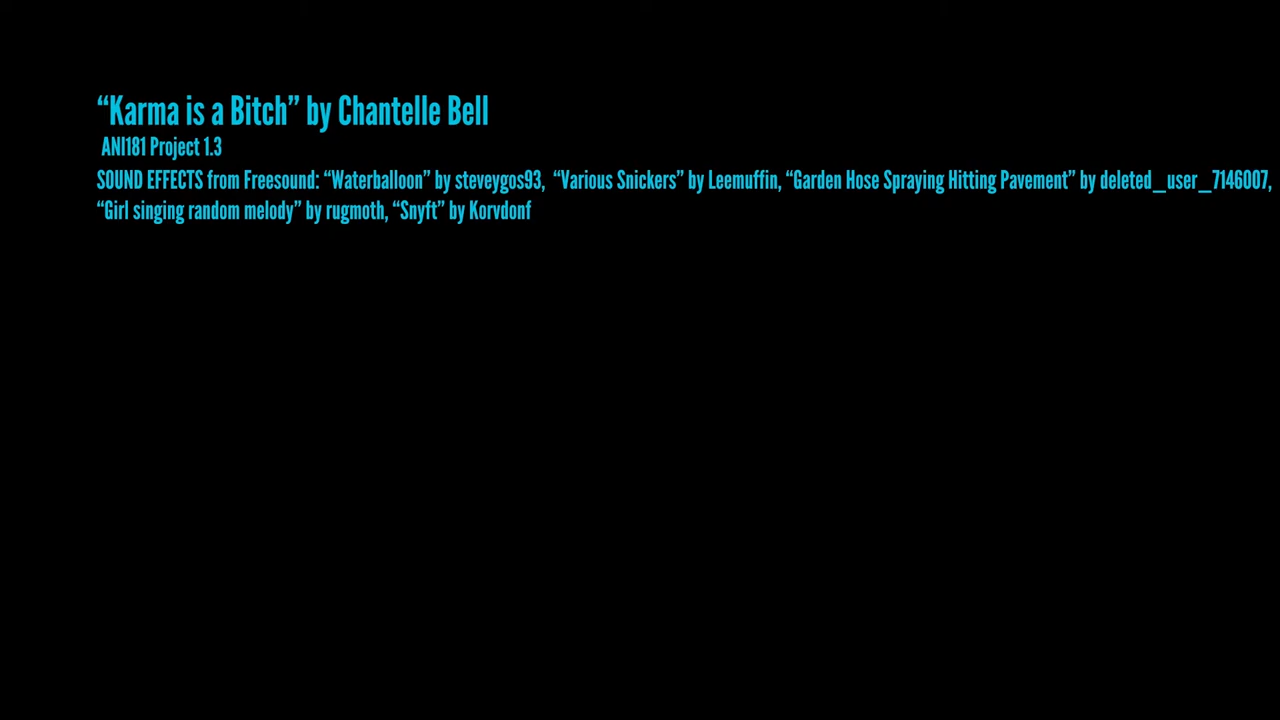 “Karma is a Bitch” by Chantelle Bell
ANI181 Project 1.3
SOUND EFFECTS from Freesound: “Waterballoon” by steveygos93, “Various Snickers” by Leemuffin, “Garden Hose Spraying Hitting Pavement” by deleted_user_7146007,
“Girl singing random melody” by rugmoth, “Snyft” by Korvdonf